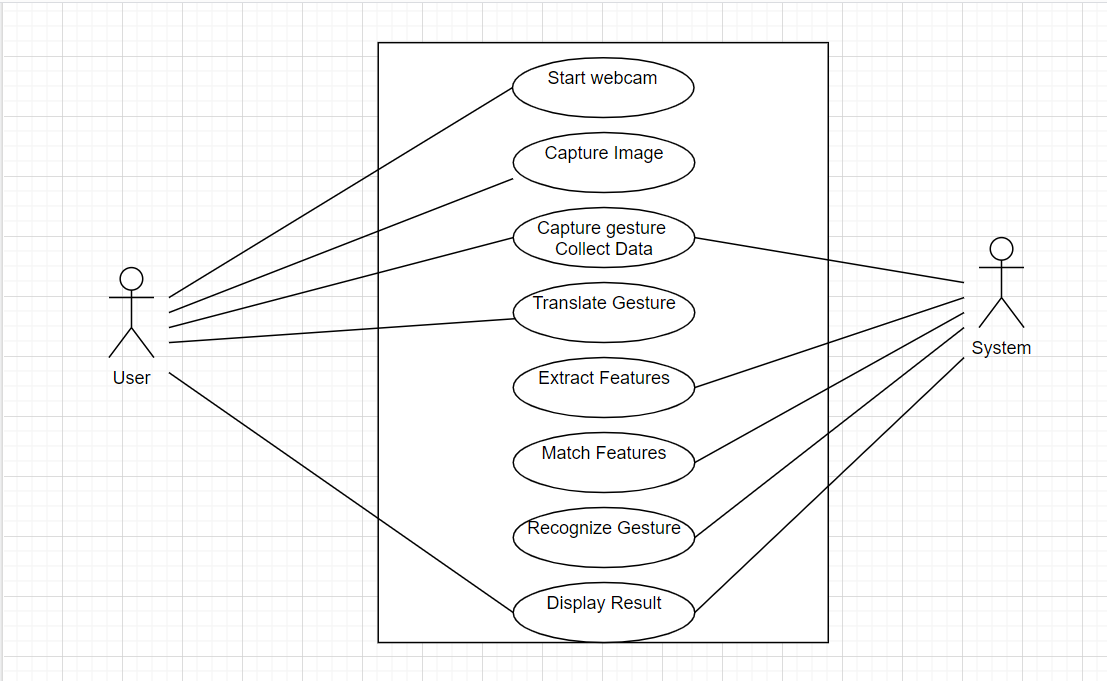 Start webcam
Capture Image
Capture gesture
Collect Data
Translate Gesture
Extract Features
Match Features
Recognize Gesture
Display Result
User
System